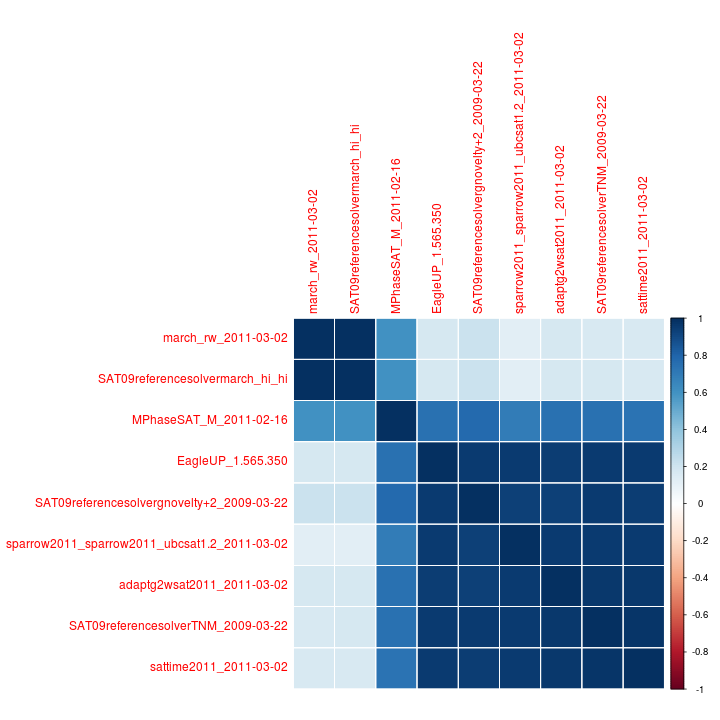 march_rw_2011-03-02
SAT09referencesolvermarch_hi_hi
MPhaseSAT_M_2011-02-16
EagleUP_1.565.350
SAT09referencesolvergnovelty+2_2009-03-22
sparrow2011_sparrow2011_ubcsat1.2_2011-03-02
adaptg2wsat2011_2011-03-02
SAT09referencesolverTNM_2009-03-22
sattime2011_2011-03-02
march_rw_2011-03-02
SAT09referencesolvermarch_hi_hi
MPhaseSAT_M_2011-02-16
EagleUP_1.565.350
SAT09referencesolvergnovelty+2_2009-03-22
sparrow2011_sparrow2011_ubcsat1.2_2011-03-02
adaptg2wsat2011_2011-03-02
SAT09referencesolverTNM_2009-03-22
sattime2011_2011-03-02
1
0.8
0.6
0.4
0.2
0
-0.2
-0.4
-0.6
-0.8
-1